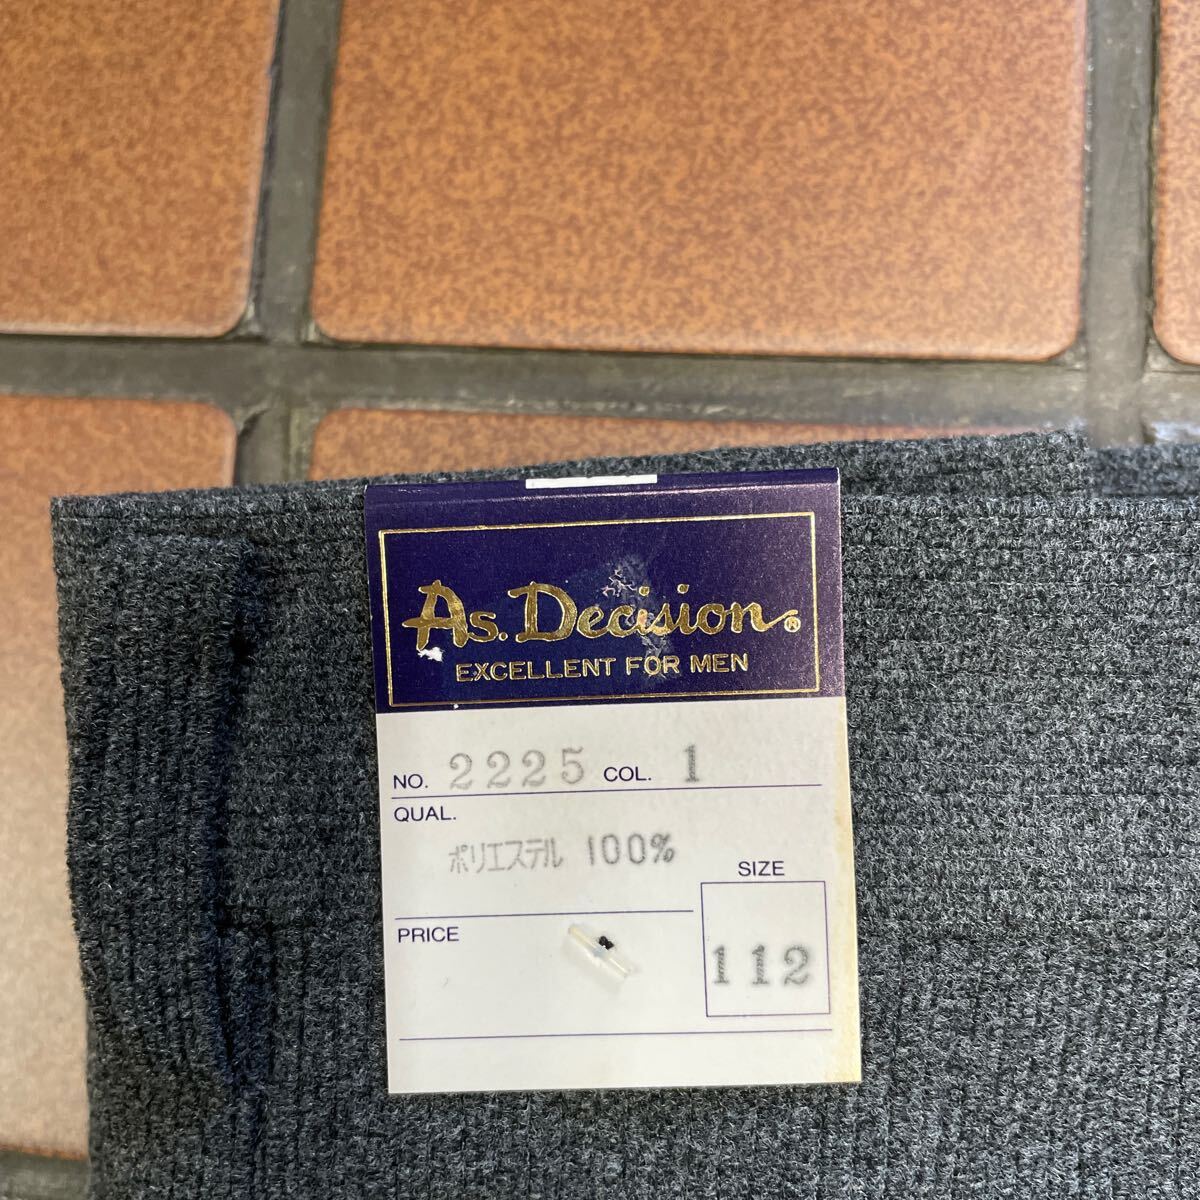 As. Decision®
EXCELLENT FOR MEN
NO. 2225 COL. 1
QUAL.
ポリエステル 100%
SIZE
PRICE
112